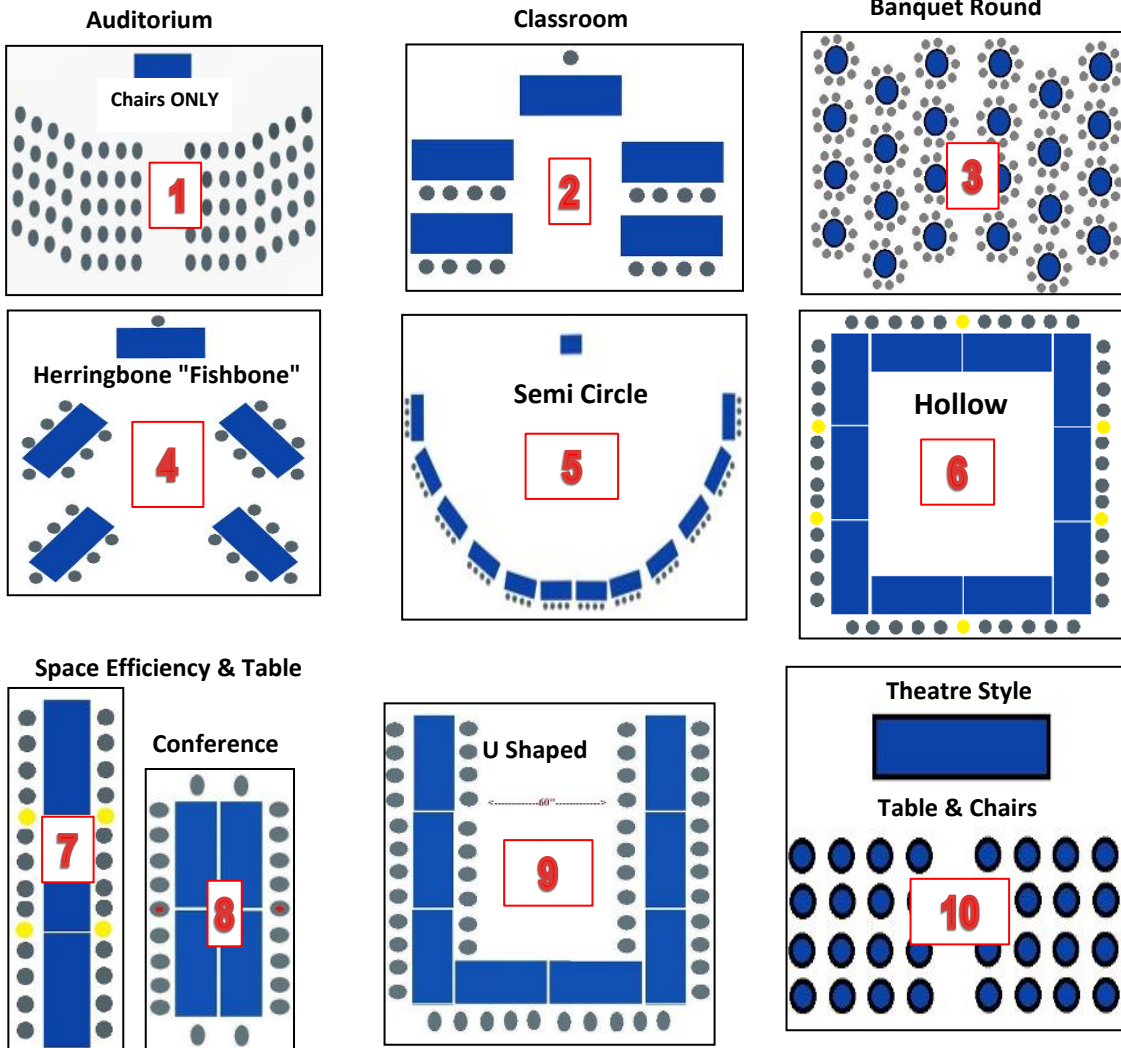 Auditorium
Classroom
Banquet Round
Chairs ONLY
1
2
3
Herringbone "Fishbone"
4
Semi Circle
5
Hollow
6
Space Efficiency & Table
7
Conference
8
U Shaped
<----------60"---------->
9
Theatre Style
Table & Chairs
10